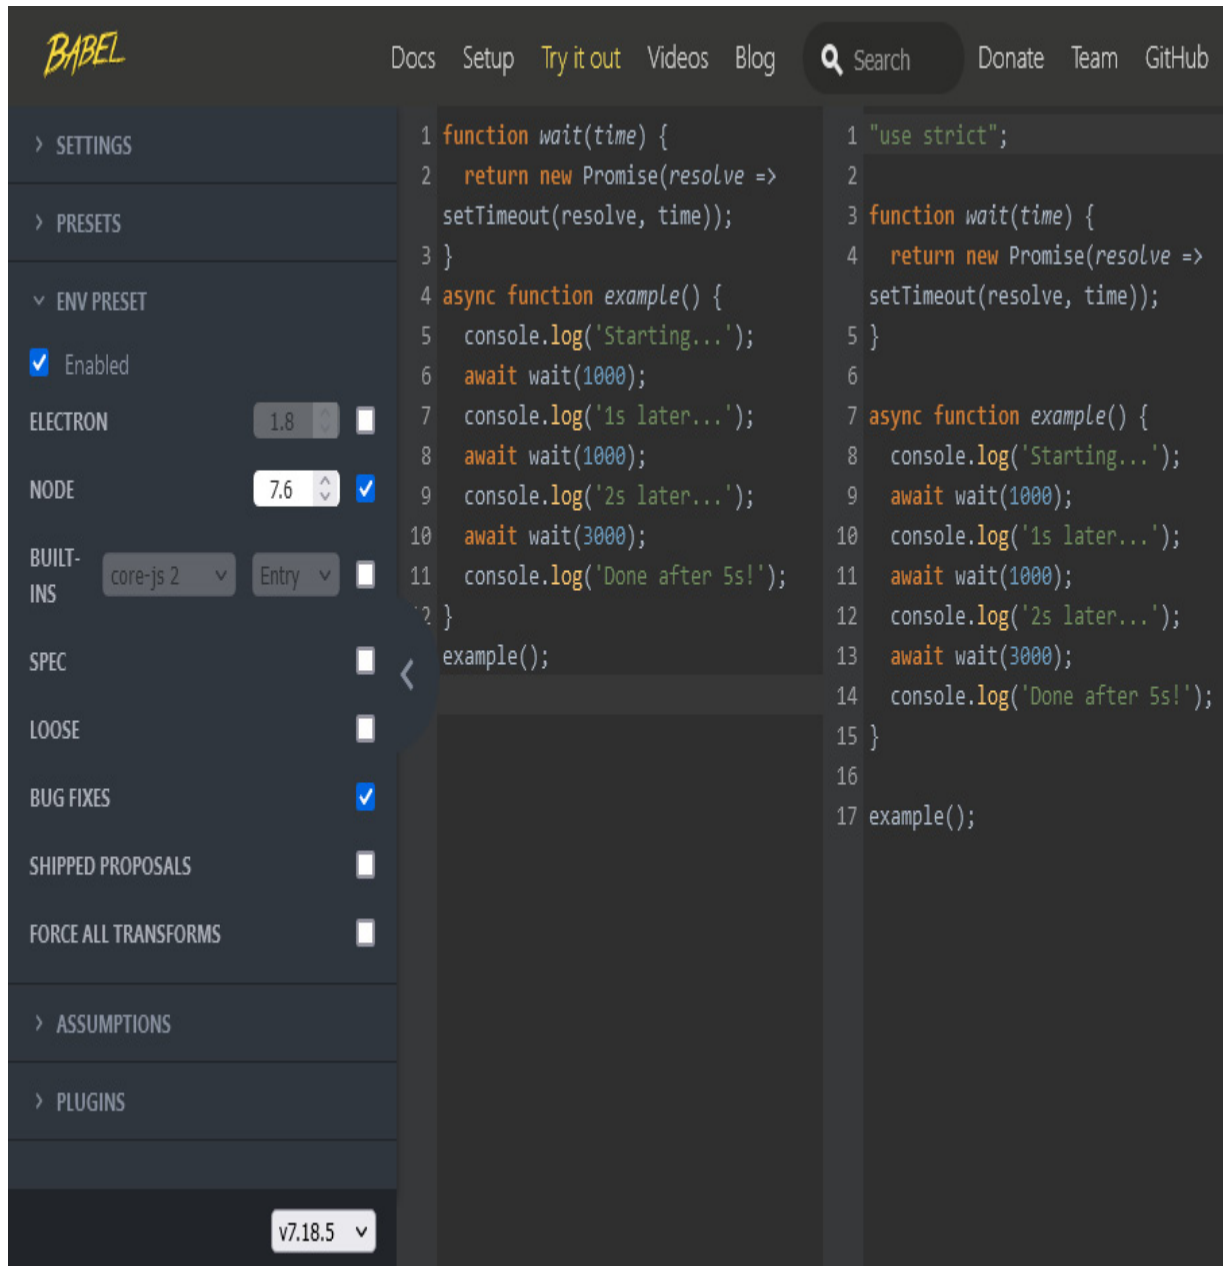 BABEL
Docs Setup Try it out Videos Blog Search Donate Team GitHub
SETTINGS
PRESETS
ENV PRESET
Enabled
ELECTRON 1.8
NODE 7.6
BUILT-
INS core-js 2 Entry
SPEC
LOOSE
BUG FIXES
SHIPPED PROPOSALS
FORCE ALL TRANSFORMS
ASSUMPTIONS
PLUGINS
v7.18.5
1 function wait(time) {
2 return new Promise(resolve =>
setTimeout(resolve, time));
3 }
4 async function example() {
5 console.log('Starting...');
6 await wait(1000);
7 console.log('1s later...');
8 await wait(1000);
9 console.log('2s later...');
10 await wait(3000);
11 console.log('Done after 5s!');
2 }
example();
1 "use strict";
2
3 function wait(time) {
4 return new Promise(resolve =>
setTimeout(resolve, time));
5 }
6
7 async function example() {
8 console.log('Starting...');
9 await wait(1000);
10 console.log('1s later...');
11 await wait(1000);
12 console.log('2s later...');
13 await wait(3000);
14 console.log('Done after 5s!');
15 }
16
17 example();